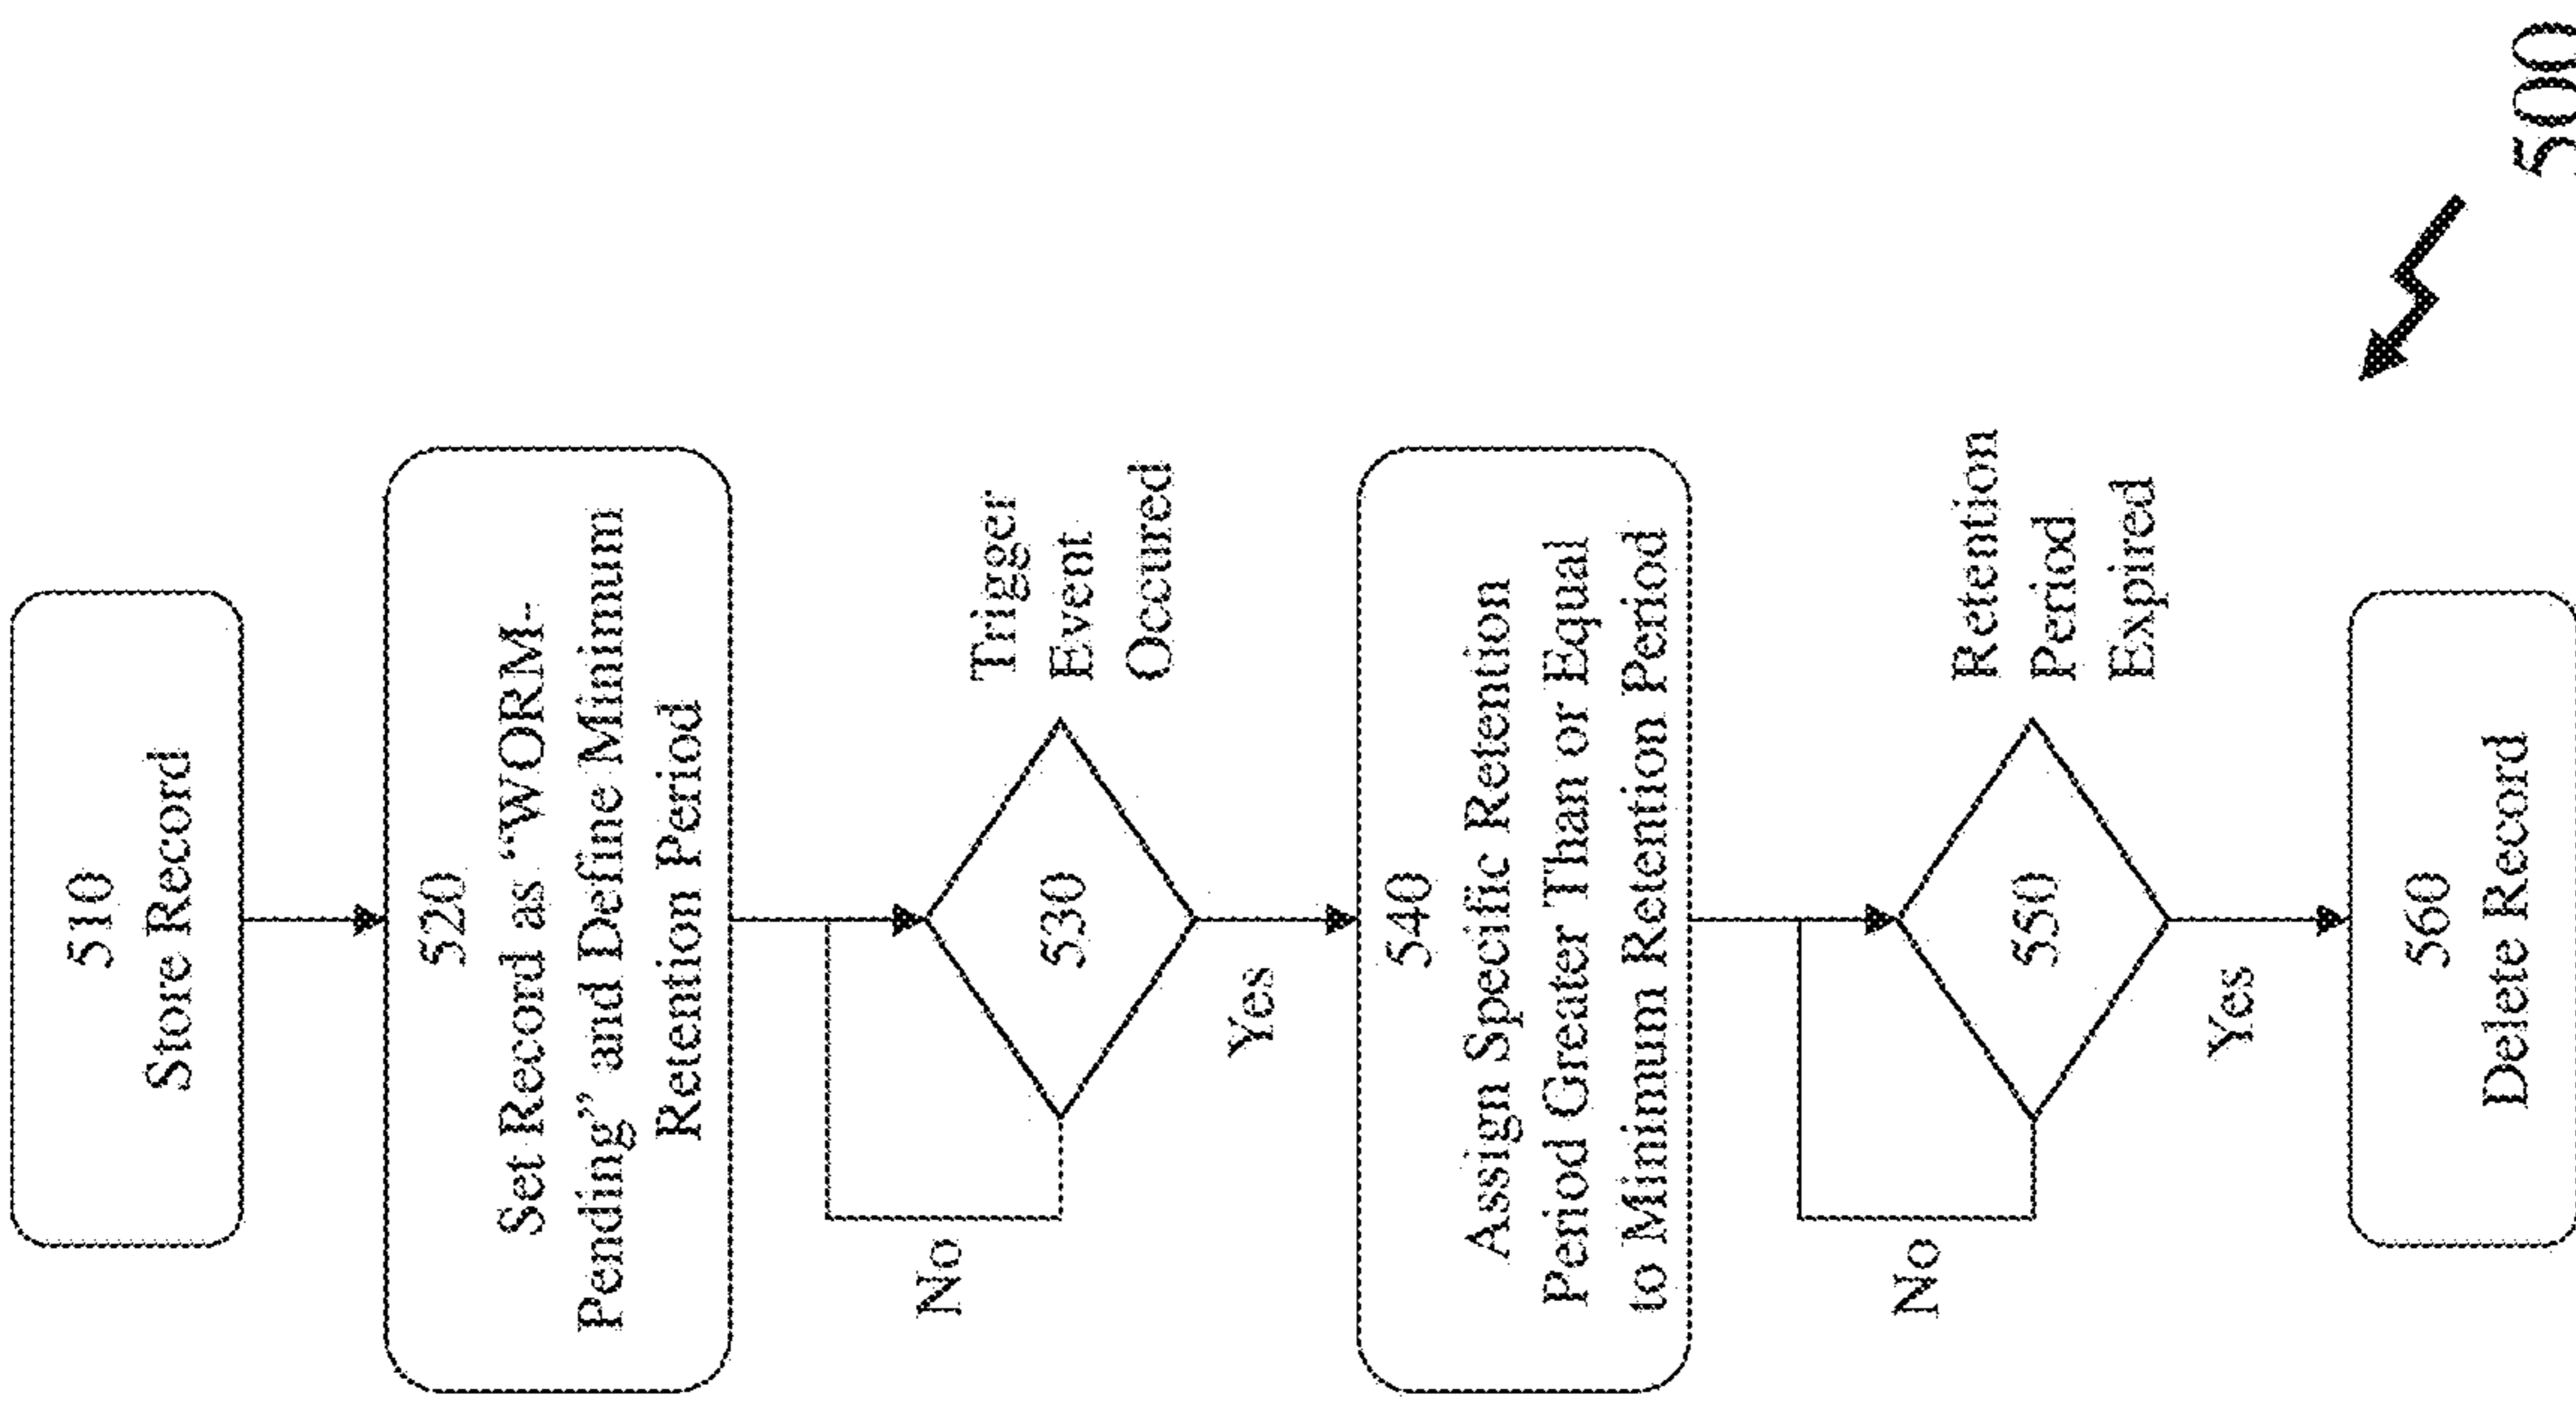 510
Store Record
520
Set Record as "WORM-
Pending" and Define Minimum
Retention Period
530
Trigger
Event
Occured
No
Yes
540
Assign Specific Retention
Period Greater Than or Equal
to Minimum Retention Period
550
Retention
Period
Expired
No
Yes
560
Delete Record
500